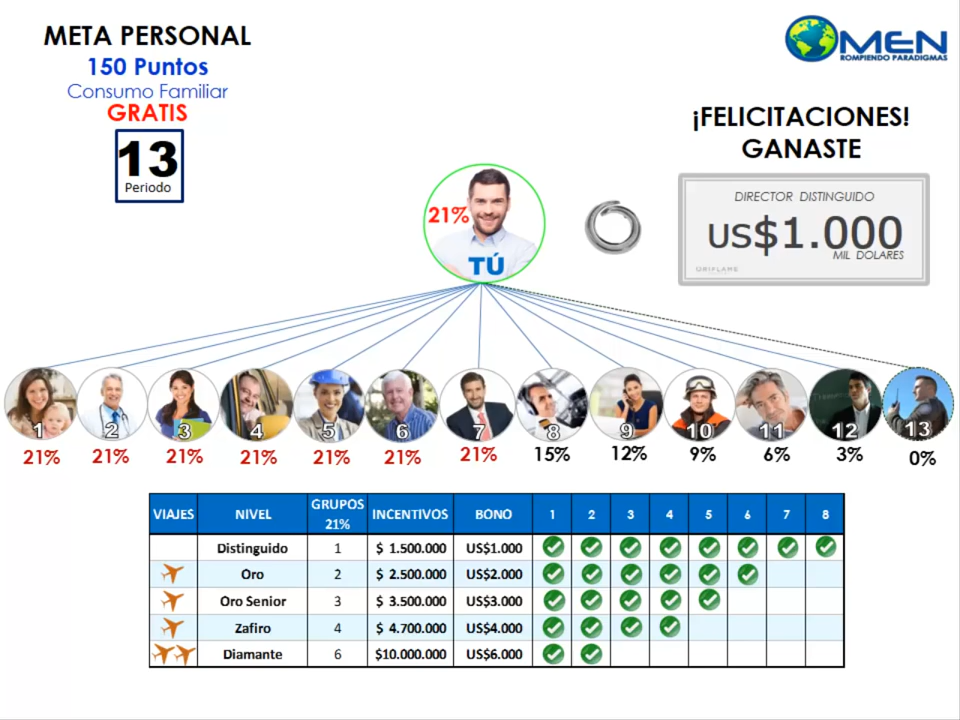 META PERSONAL
150 Puntos
Consumo Familiar
GRATIS
13
Periodo
OMEN
ROMPIENDO PARADIGMAS
¡FELICITACIONES!
GANASTE
DIRECTOR DISTINGUIDO
US$1.000
MIL DOLARES
ORIFLAME
21%
TÚ
1 2 3 4 5 6 7 8 9 10 11 12 13
21% 21% 21% 21% 21% 21% 21% 15% 12% 9% 6% 3% 0%
VIAJES NIVEL GRUPOS 21% INCENTIVOS BONO 1 2 3 4 5 6 7 8
Distinguido 1 $ 1.500.000 US$1.000
Oro 2 $ 2.500.000 US$2.000
Oro Senior 3 $ 3.500.000 US$3.000
Zafiro 4 $ 4.700.000 US$4.000
Diamante 6 $10.000.000 US$6.000